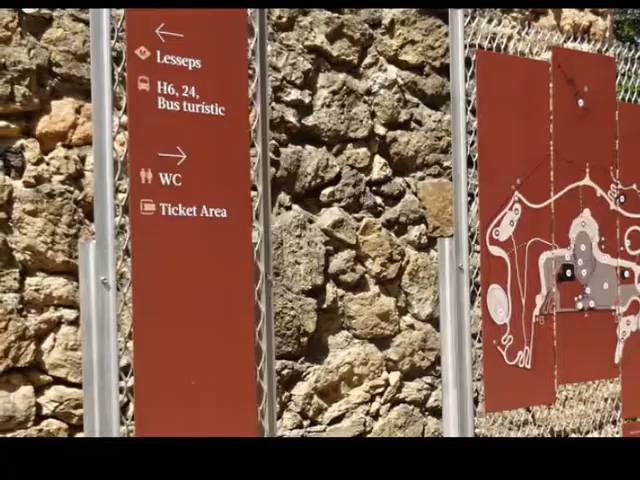 ←
Lesseps
H6, 24,
Bus turístic
→
WC
Ticket Area